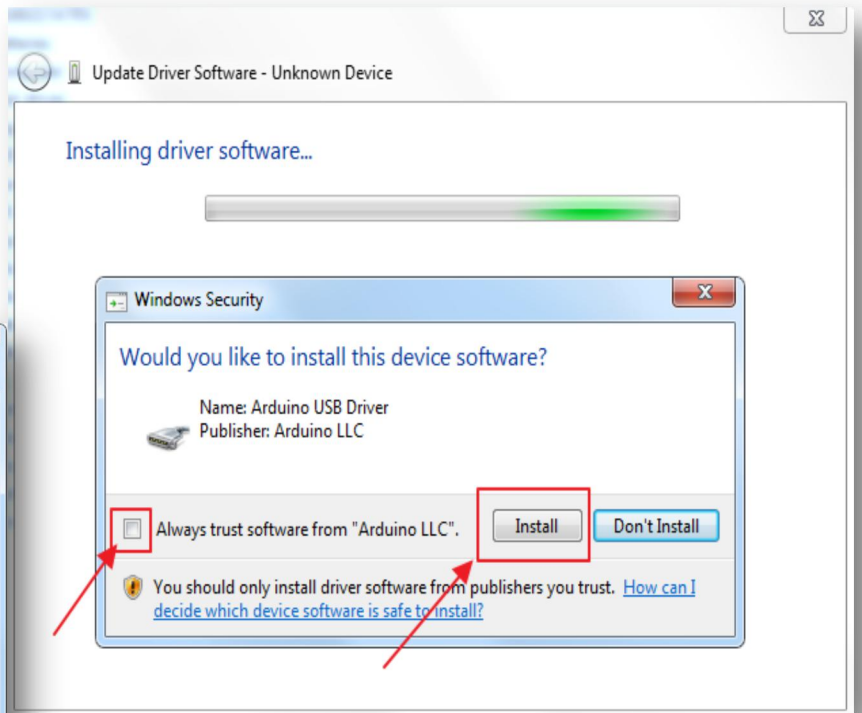 Update Driver Software - Unknown Device
Installing driver software...
Windows Security
Would you like to install this device software?
Name: Arduino USB Driver
Publisher: Arduino LLC
Always trust software from "Arduino LLC".
Install
Don't Install
You should only install driver software from publishers you trust. How can I
decide which device software is safe to install?